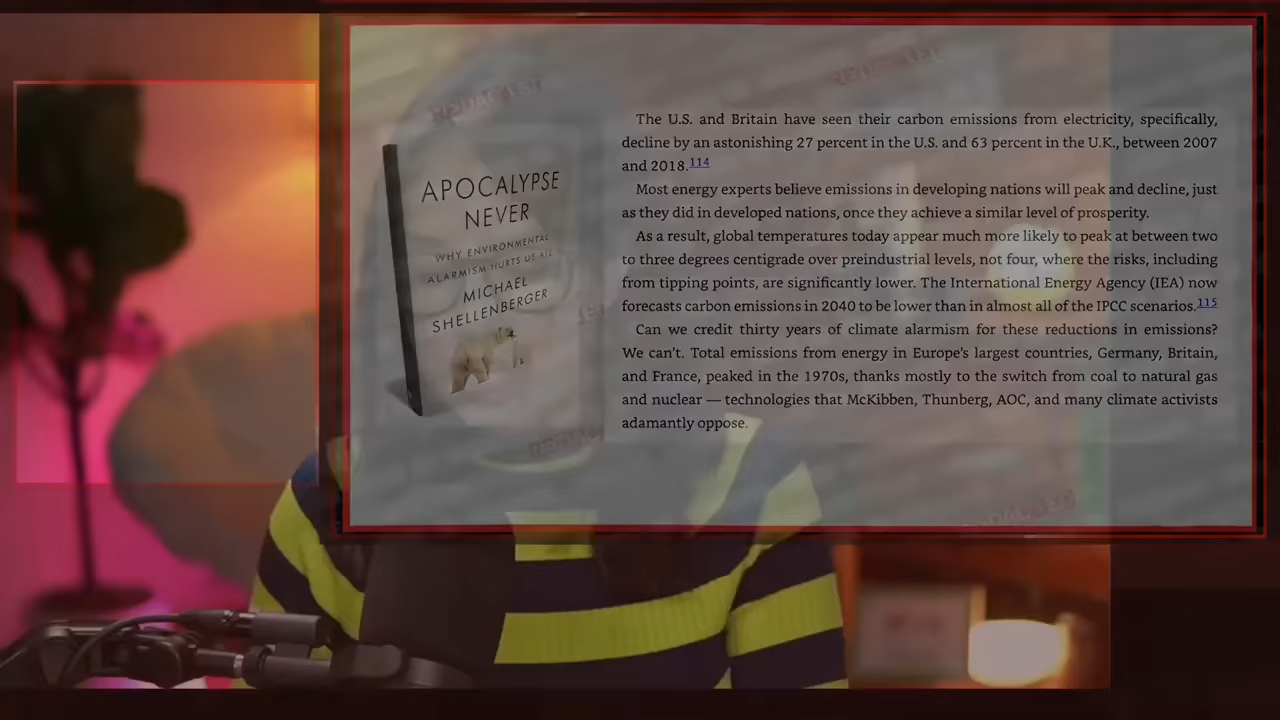 APOCALYPSE
NEVER
WHY ENVIRONMENTAL
ALARMISM HURTS US ALL
MICHAEL
SHELLENBERGER
The U.S. and Britain have seen their carbon emissions from electricity, specifically,
decline by an astonishing 27 percent in the U.S. and 63 percent in the U.K., between 2007
and 2018.114
Most energy experts believe emissions in developing nations will peak and decline, just
as they did in developed nations, once they achieve a similar level of prosperity.
As a result, global temperatures today appear much more likely to peak at between two
to three degrees centigrade over preindustrial levels, not four, where the risks, including
from tipping points, are significantly lower. The International Energy Agency (IEA) now
forecasts carbon emissions in 2040 to be lower than in almost all of the IPCC scenarios.115
Can we credit thirty years of climate alarmism for these reductions in emissions?
We can't. Total emissions from energy in Europe's largest countries, Germany, Britain,
and France, peaked in the 1970s, thanks mostly to the switch from coal to natural gas
and nuclear — technologies that McKibben, Thunberg, AOC, and many climate activists
adamantly oppose.